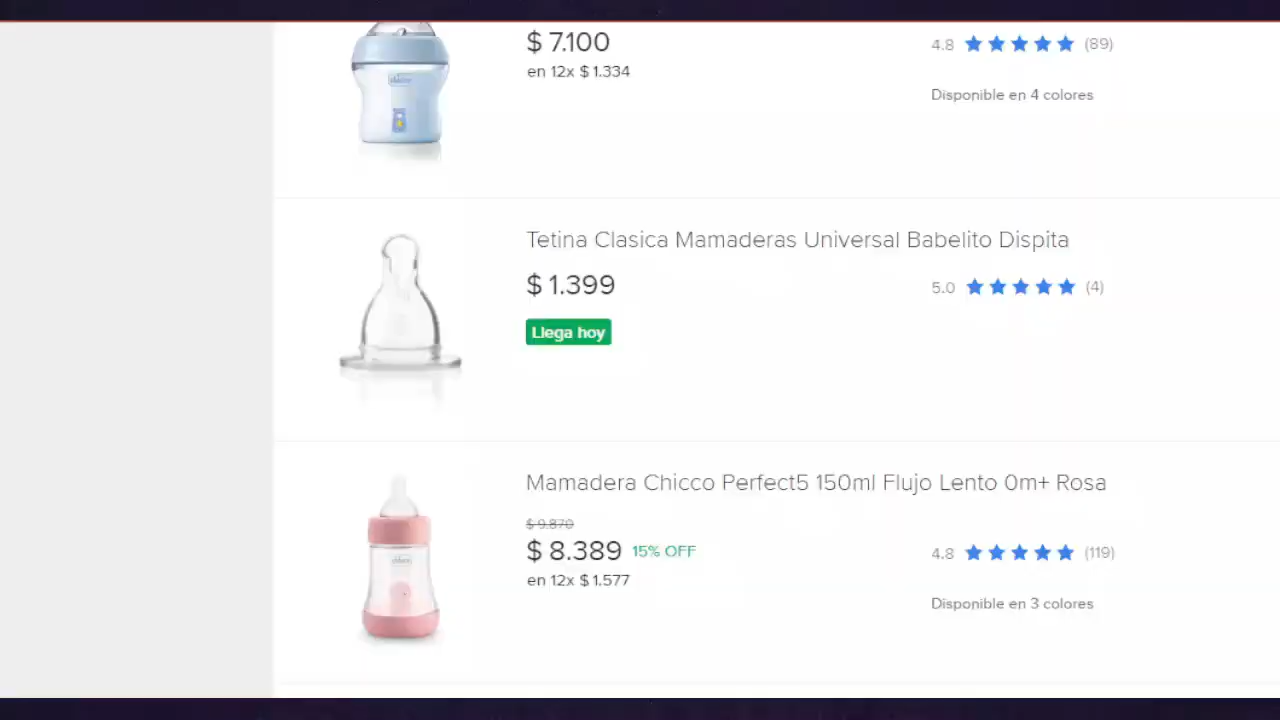 $ 7.100
4.8 (89)
en 12x $ 1.334
Disponible en 4 colores
chicco
Tetina Clasica Mamaderas Universal Babelito Dispita
$ 1.399
5.0 (4)
Llega hoy
Mamadera Chicco Perfect5 150ml Flujo Lento 0m+ Rosa
$ 9.870
$ 8.389 15% OFF
4.8 (119)
en 12x $ 1.577
Disponible en 3 colores
chicco